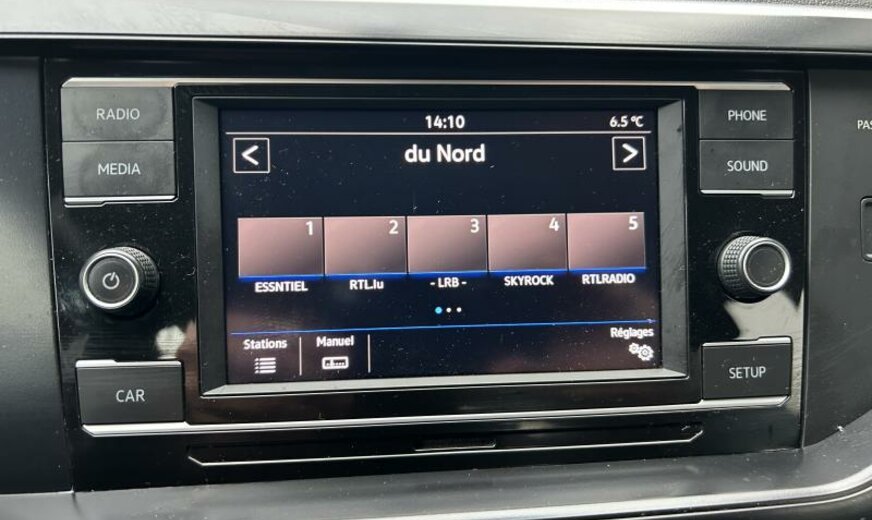 RADIO
MEDIA
CAR
14:10
6.5 °C
<
du Nord
>
1
2
3
4
5
ESSNTIEL
RTL.lu
- LRB -
SKYROCK
RTLRADIO
Stations
Manuel
Réglages
PHONE
SOUND
SETUP
PAS